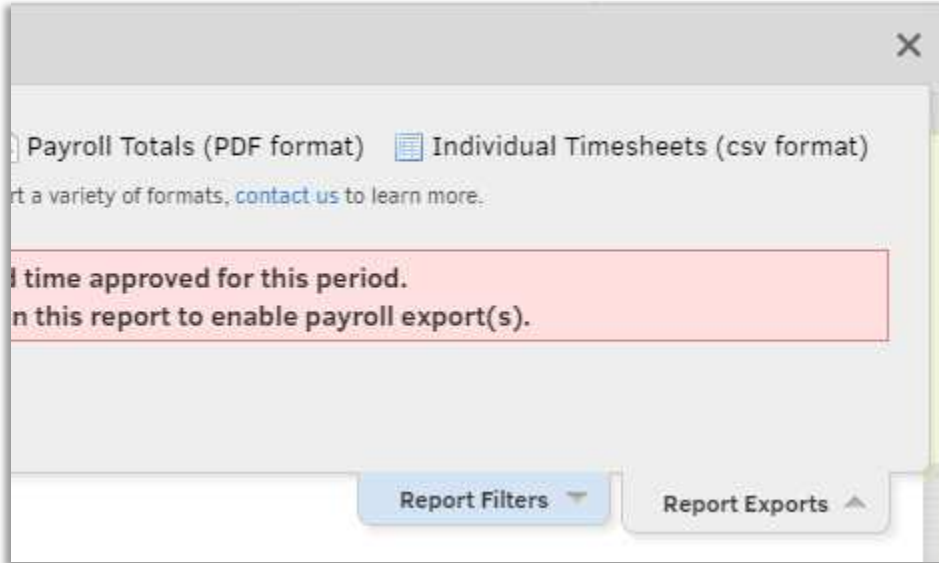 Payroll Totals (PDF format) Individual Timesheets (csv format)
rt a variety of formats, contact us to learn more.
time approved for this period.
n this report to enable payroll export(s).
Report Filters
Report Exports